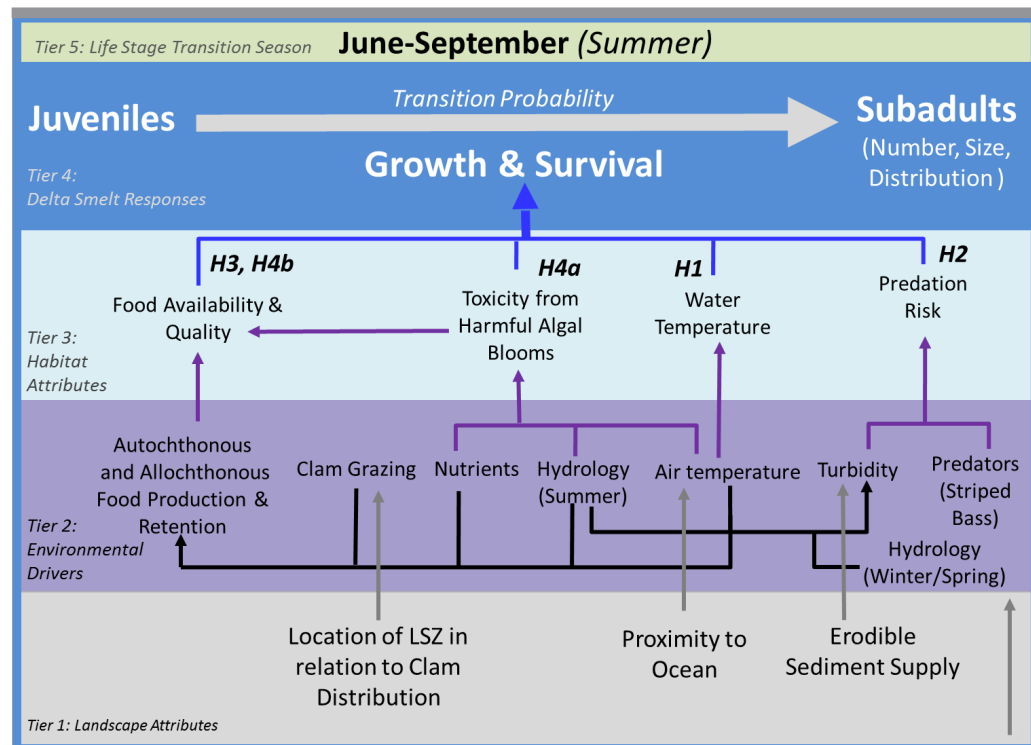 Tier 5: Life Stage Transition Season June-September (Summer)
Transition Probability
Juveniles
Subadults
(Number, Size,
Distribution )
Growth & Survival
Tier 4:
Delta Smelt Responses
H3, H4b
H4a
H1
H2
Food Availability &
Quality
Toxicity from
Harmful Algal
Blooms
Water
Temperature
Predation
Risk
Tier 3:
Habitat
Attributes
Autochthonous
and Allochthonous
Food Production &
Retention
Clam Grazing
Nutrients
Hydrology
(Summer)
Air temperature
Turbidity
Predators
(Striped
Bass)
Hydrology
(Winter/Spring)
Tier 2:
Environmental
Drivers
Location of LSZ in
relation to Clam
Distribution
Proximity to
Ocean
Erodible
Sediment Supply
Tier 1: Landscape Attributes